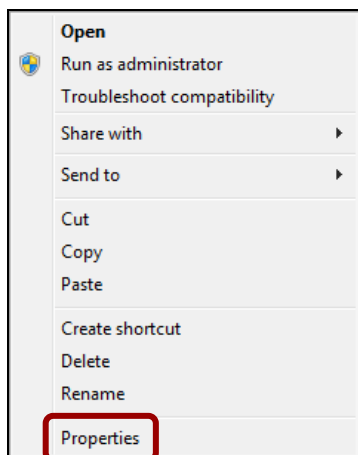 Open
Run as administrator
Troubleshoot compatibility
Share with
Send to
Cut
Copy
Paste
Create shortcut
Delete
Rename
Properties